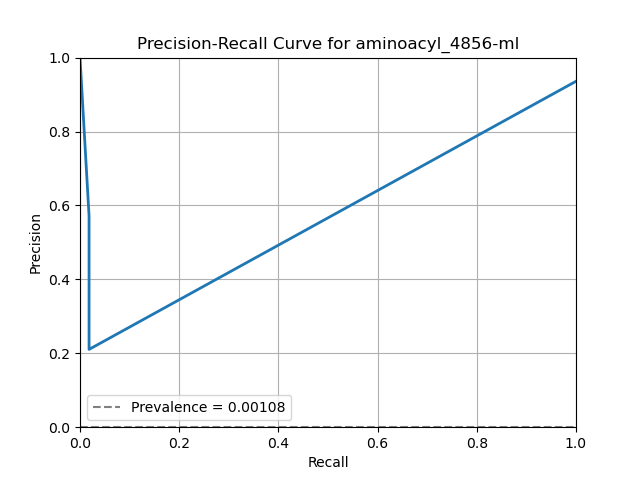 Precision-Recall Curve for aminoacyl_4856-ml
1.0
0.8
0.6
0.4
0.2
0.0
Precision
Prevalence = 0.00108
0.0 0.2 0.4 0.6 0.8 1.0
Recall